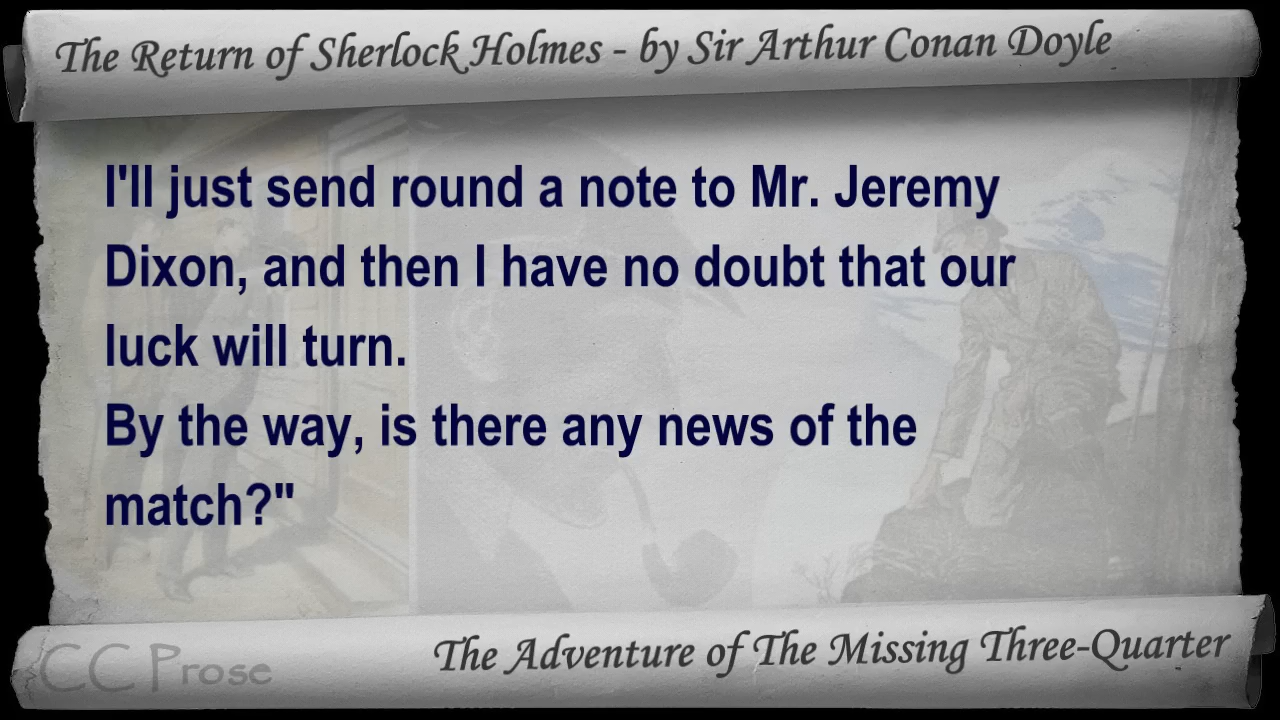 The Return of Sherlock Holmes - by Sir Arthur Conan Doyle
I'll just send round a note to Mr. Jeremy
Dixon, and then I have no doubt that our
luck will turn.
By the way, is there any news of the
match?"
The Adventure of The Missing Three-Quarter
CC Prose